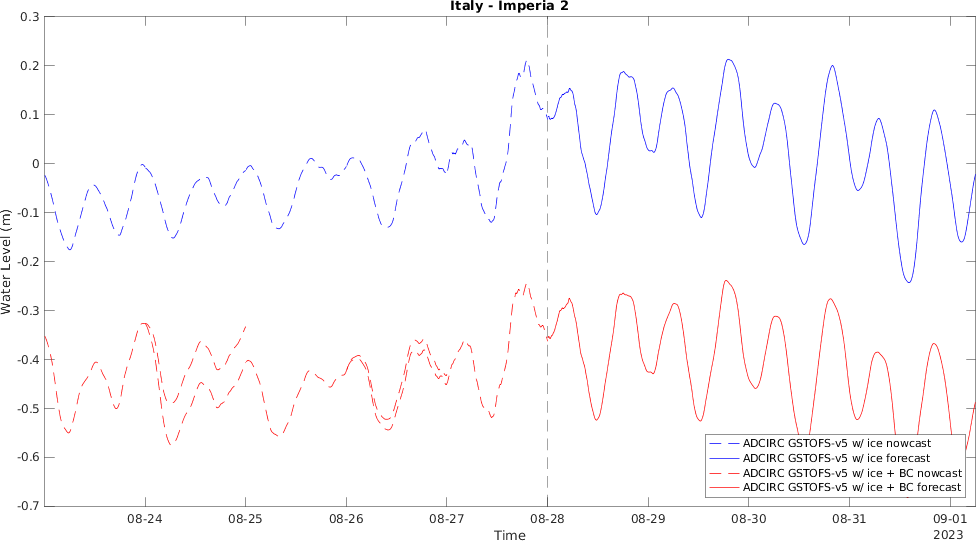 Italy - Imperia 2
0.3
0.2
0.1
0
-0.1
-0.2
-0.3
-0.4
-0.5
-0.6
-0.7
Water Level (m)
ADCIRC GSTOFS-v5 w/ ice nowcast
ADCIRC GSTOFS-v5 w/ ice forecast
ADCIRC GSTOFS-v5 w/ ice + BC nowcast
ADCIRC GSTOFS-v5 w/ ice + BC forecast
08-24 08-25 08-26 08-27 08-28 08-29 08-30 08-31 09-01
2023
Time